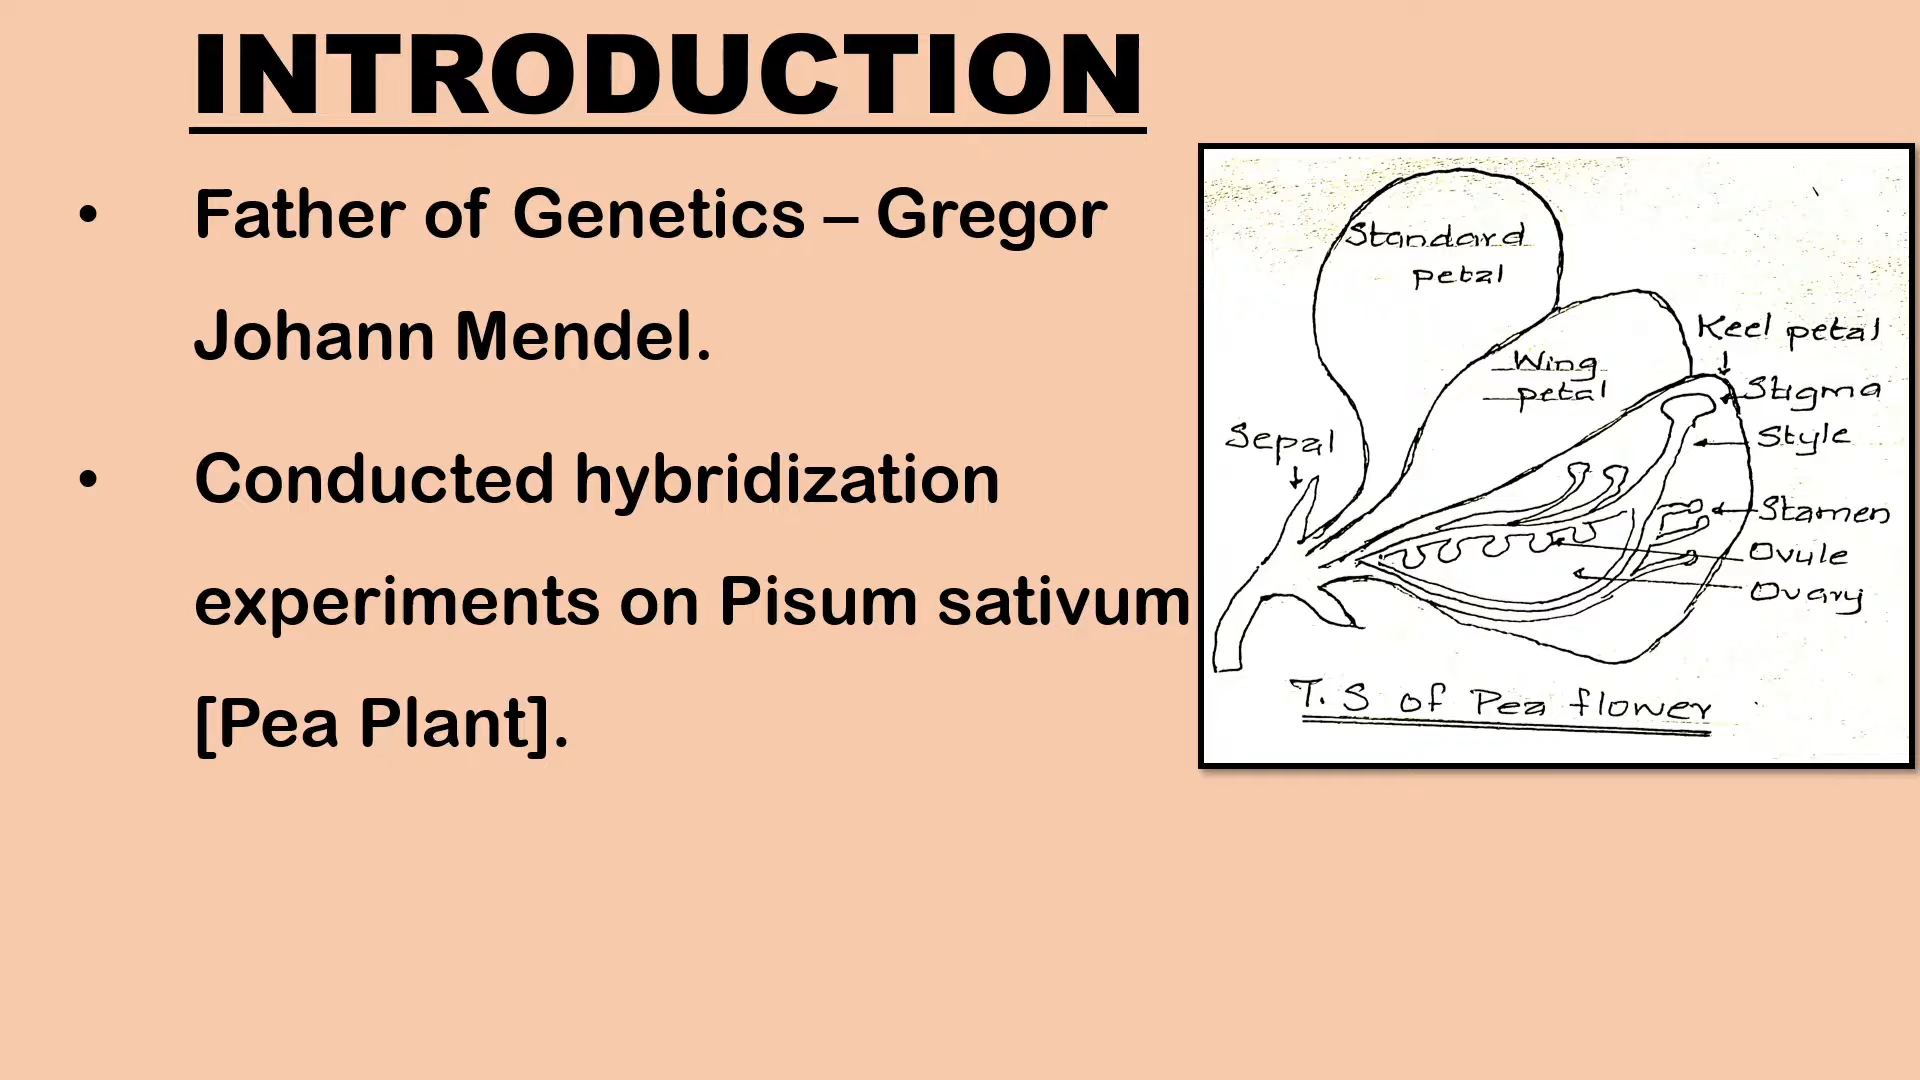 INTRODUCTION
• Father of Genetics – Gregor
Johann Mendel.
• Conducted hybridization
experiments on Pisum sativum
[Pea Plant].
Standard
petal
Wing
petal
Keel petal
Stigma
Style
Sepal
Stamen
Ovule
Ovary
T. S of Pea flower